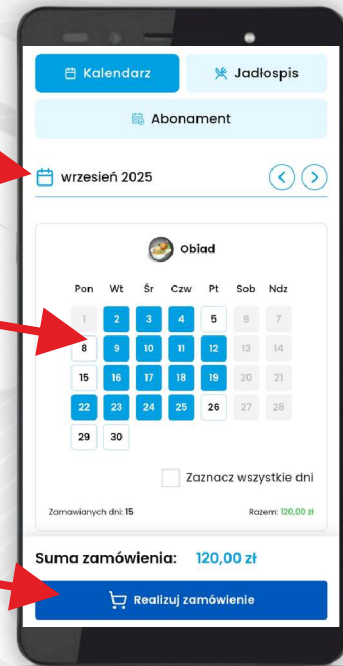 Kalendarz Jadłospis
Abonament
wrzesień 2025
Obiad
Pon Wt Śr Czw Pt Sob Ndz
1 2 3 4 5 6 7
8 9 10 11 12 13 14
15 16 17 18 19 20 21
22 23 24 25 26 27 28
29 30
Zaznacz wszystkie dni
Zamawianych dni: 15 Razem: 120,00 zł
Suma zamówienia: 120,00 zł
Realizuj zamówienie